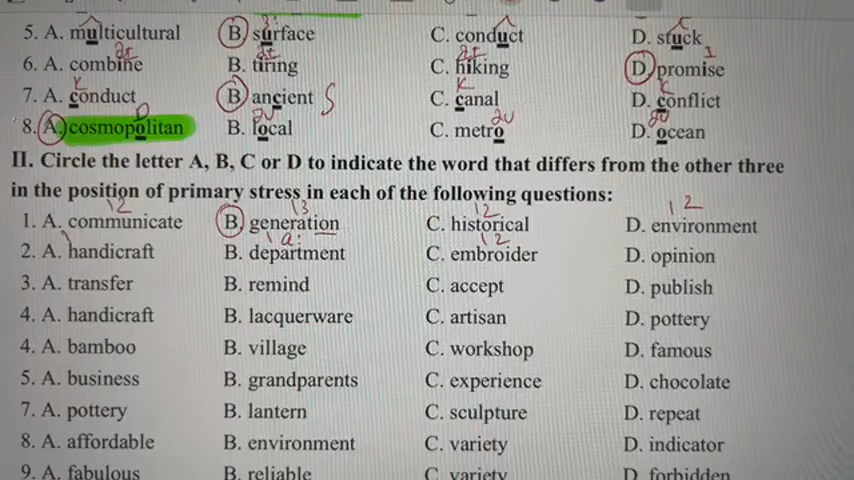 5. A. multicultural B. surface C. conduct D. stuck
6. A. combine B. tiring C. hiking D. promise
7. A. conduct B. ancient C. canal D. conflict
8. A. cosmopolitan B. local C. metro D. ocean
II. Circle the letter A, B, C or D to indicate the word that differs from the other three
in the position of primary stress in each of the following questions:
1. A. communicate B. generation C. historical D. environment
2. A. handicraft B. department C. embroider D. opinion
3. A. transfer B. remind C. accept D. publish
4. A. handicraft B. lacquerware C. artisan D. pottery
4. A. bamboo B. village C. workshop D. famous
5. A. business B. grandparents C. experience D. chocolate
7. A. pottery B. lantern C. sculpture D. repeat
8. A. affordable B. environment C. variety D. indicator
9. A. fabulous B. reliable C. variety D. forbidden